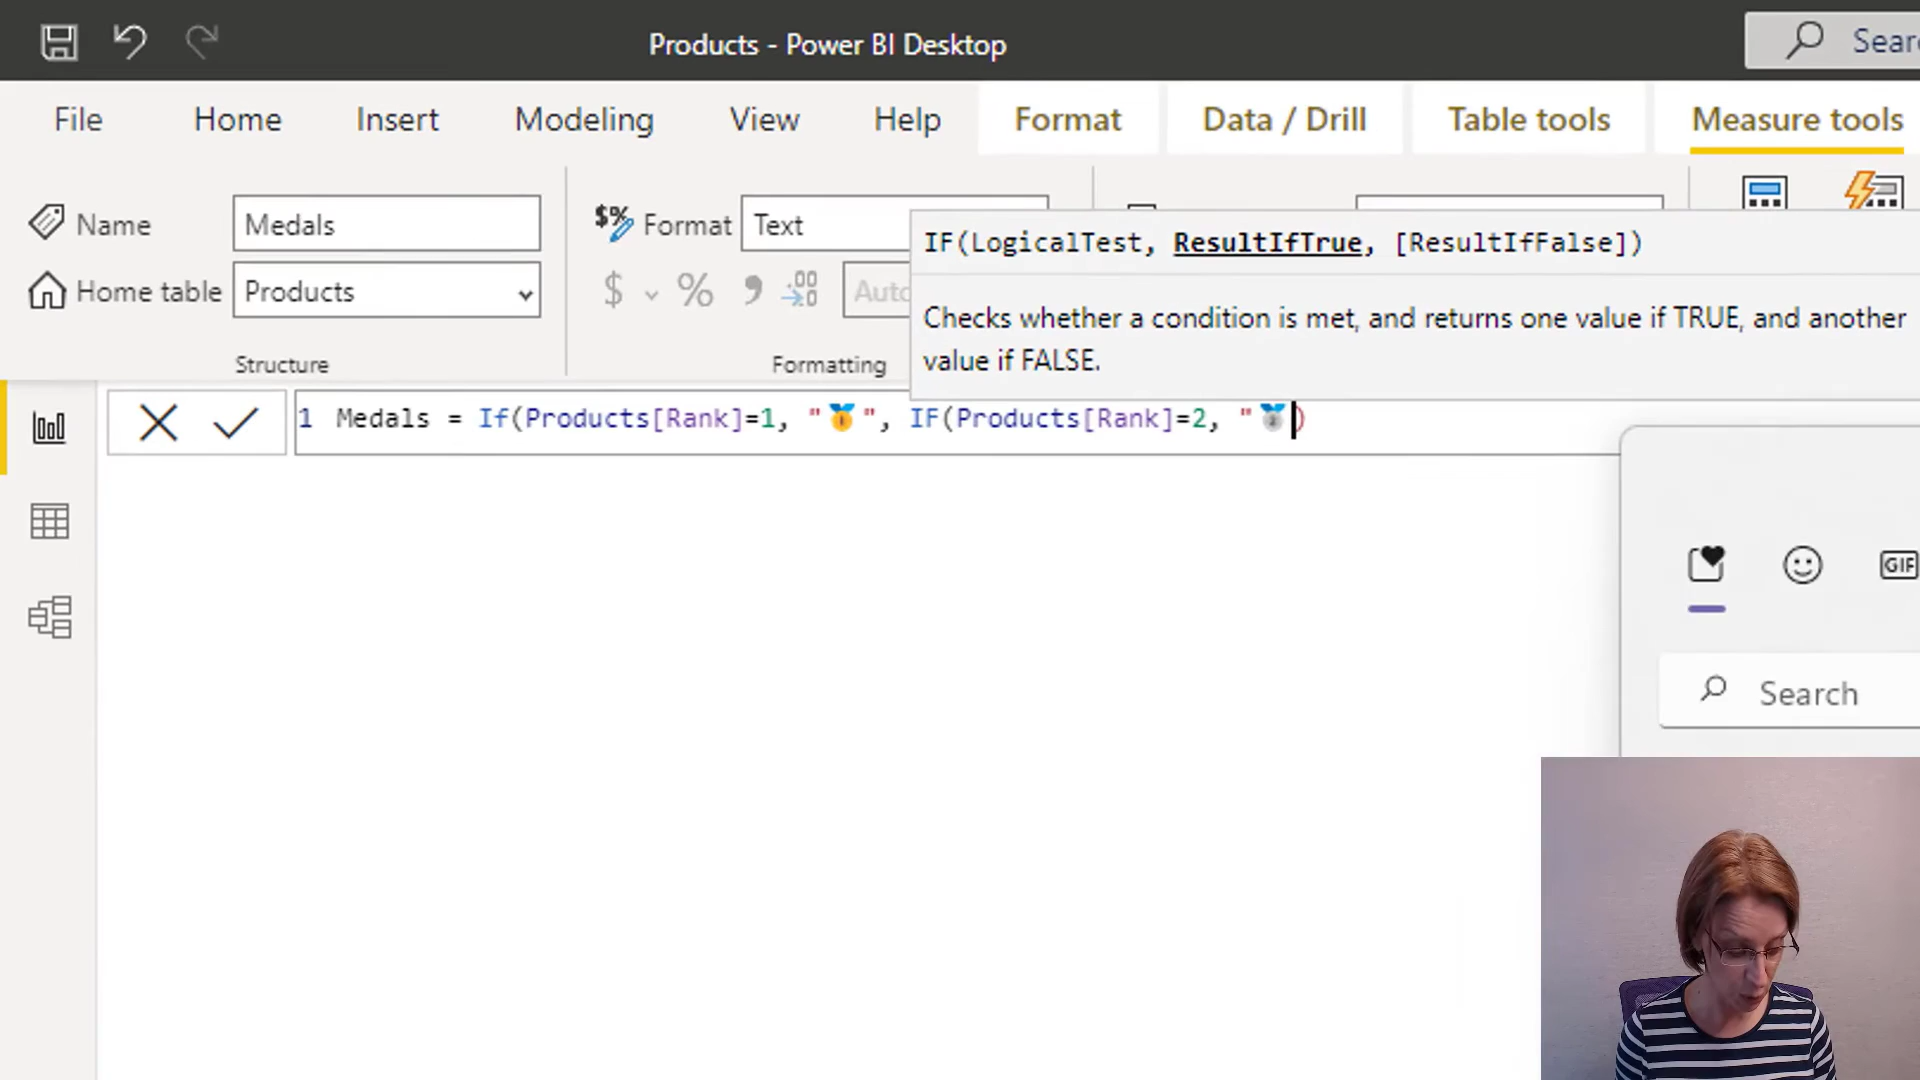 Products - Power BI Desktop
Sear
File Home Insert Modeling View Help Format Data / Drill Table tools Measure tools
Name Medals
$% Format Text
IF(LogicalTest, ResultIfTrue, [ResultIfFalse])
Home table Products
$ % 9 .00 →.0 Auto
Checks whether a condition is met, and returns one value if TRUE, and another
value if FALSE.
Structure
Formatting
1 Medals = If(Products[Rank]=1, "🥇", IF(Products[Rank]=2, "🥈)
GIF
Search